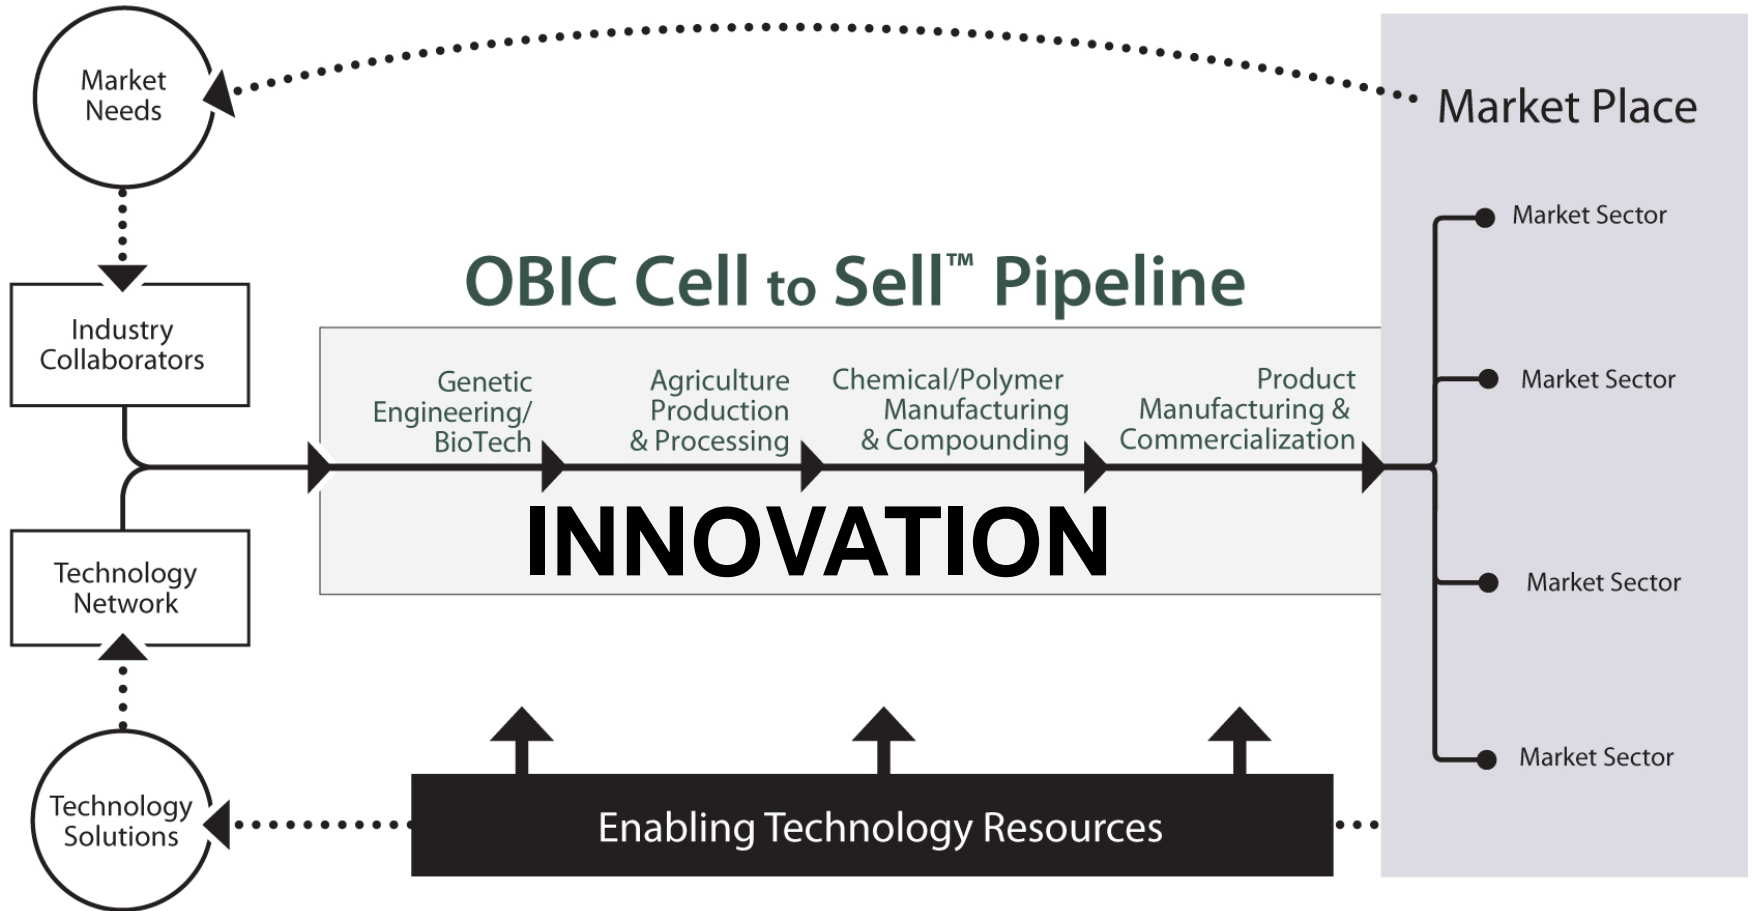 Market
Needs
Market Place
Market Sector
OBIC Cell to Sell™ Pipeline
Industry
Collaborators
Genetic
Engineering/
BioTech
Agriculture
Production
& Processing
Chemical/Polymer
Manufacturing
& Compounding
Product
Manufacturing &
Commercialization
Market Sector
INNOVATION
Technology
Network
Market Sector
Market Sector
Technology
Solutions
Enabling Technology Resources